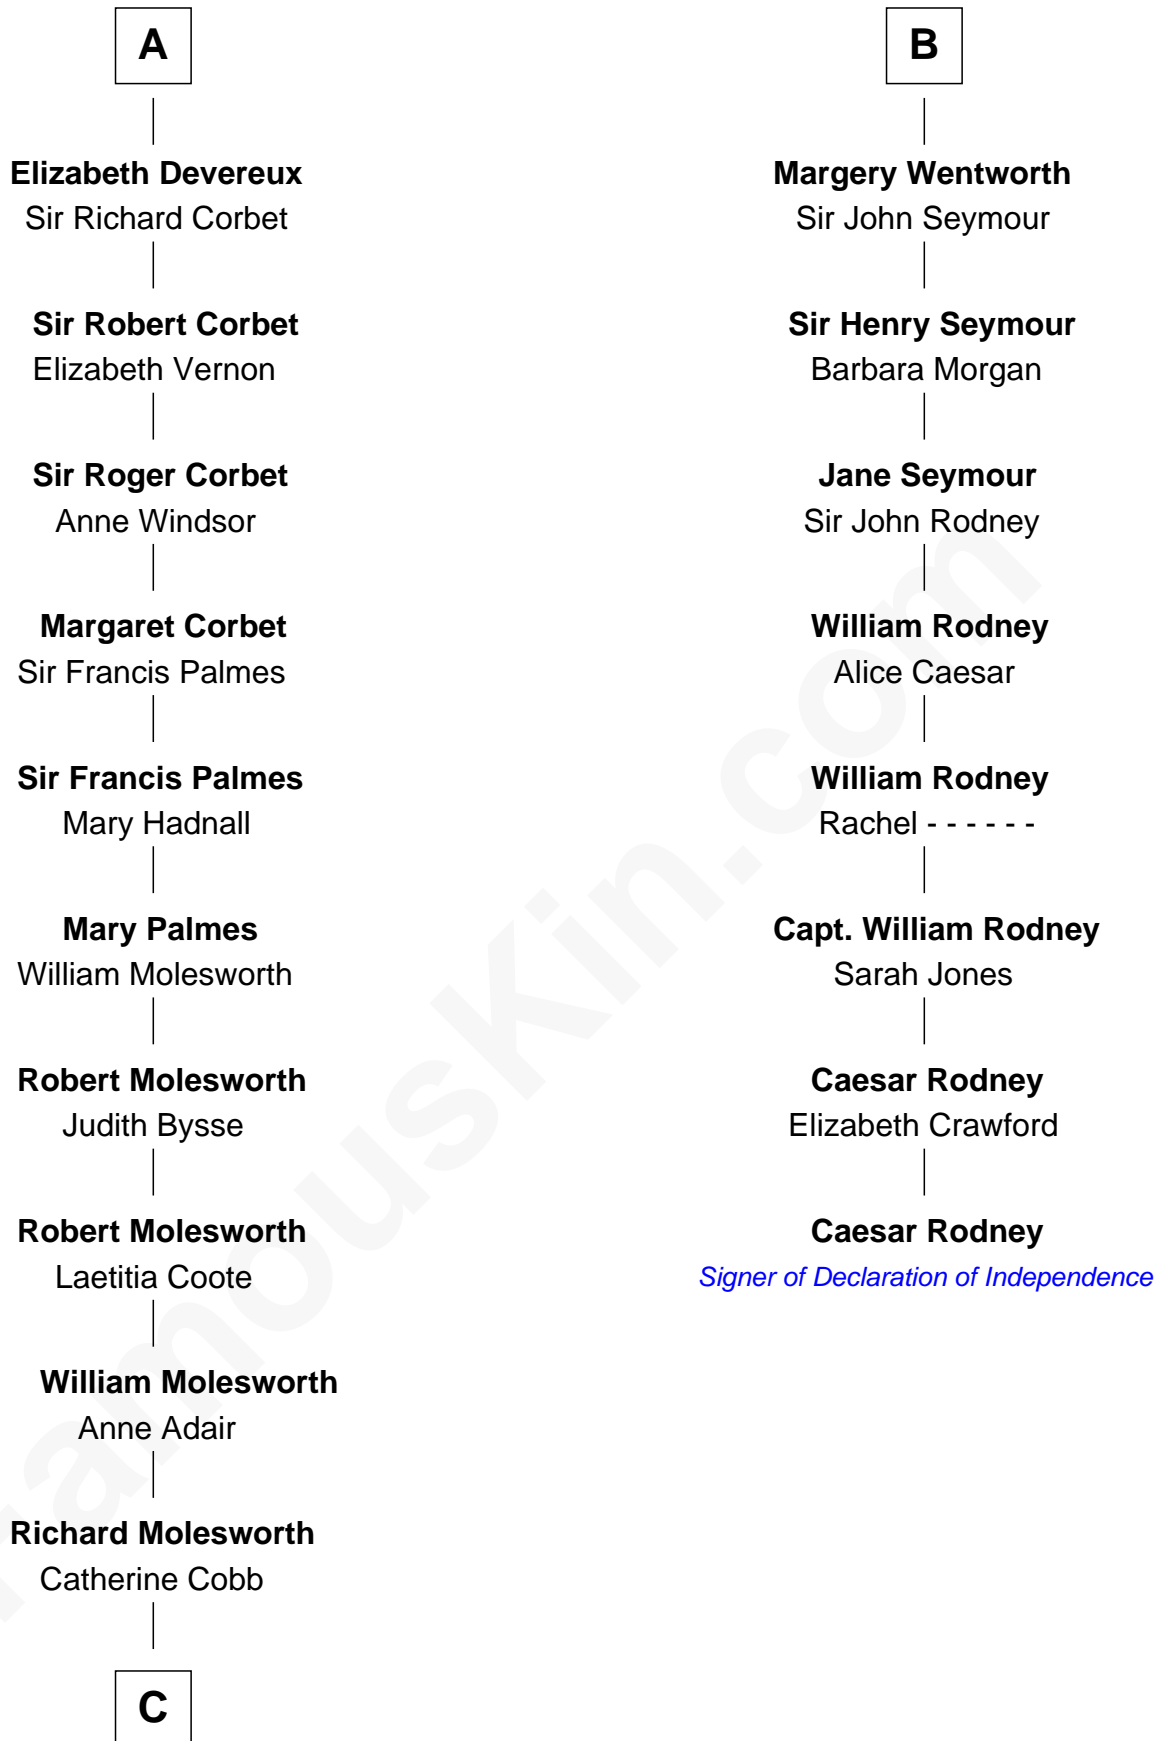 A
Elizabeth Devereux
Sir Richard Corbet
Sir Robert Corbet
Elizabeth Vernon
Sir Roger Corbet
Anne Windsor
Margaret Corbet
Sir Francis Palmes
Sir Francis Palmes
Mary Hadnall
Mary Palmes
William Molesworth
Robert Molesworth
Judith Bysse
Robert Molesworth
Laetitia Coote
William Molesworth
Anne Adair
Richard Molesworth
Catherine Cobb
C
B
Margery Wentworth
Sir John Seymour
Sir Henry Seymour
Barbara Morgan
Jane Seymour
Sir John Rodney
William Rodney
Alice Caesar
William Rodney
Rachel - - - - - -
Capt. William Rodney
Sarah Jones
Caesar Rodney
Elizabeth Crawford
Caesar Rodney
Signer of Declaration of Independence
FamousKin.com